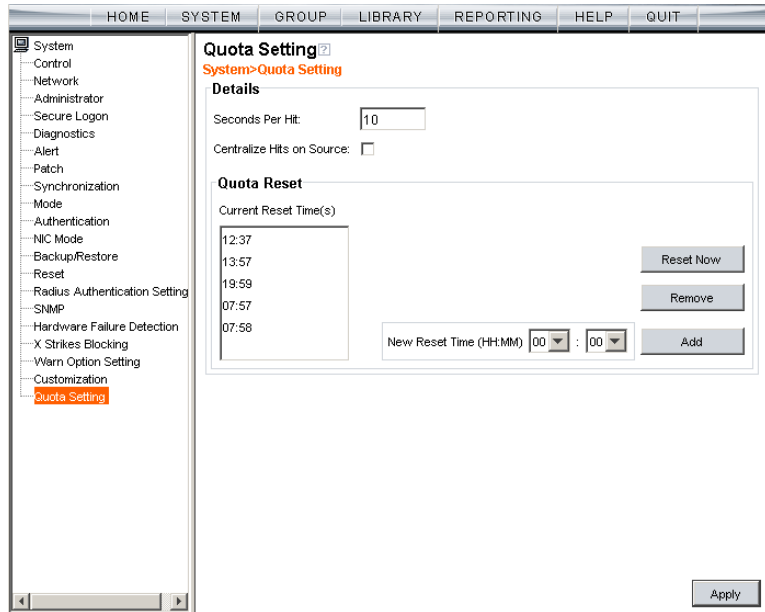 HOME SYSTEM GROUP LIBRARY REPORTING HELP QUIT
System
Control
Network
Administrator
Secure Logon
Diagnostics
Alert
Patch
Synchronization
Mode
Authentication
NIC Mode
Backup/Restore
Reset
Radius Authentication Setting
SNMP
Hardware Failure Detection
X Strikes Blocking
Warn Option Setting
Customization
Quota Setting
Quota Setting ?
System>Quota Setting
Details
Seconds Per Hit: 10
Centralize Hits on Source:
Quota Reset
Current Reset Time(s)
12:37
13:57
19:59
07:57
07:58
Reset Now
Remove
New Reset Time (HH:MM) 00 : 00 Add
Apply